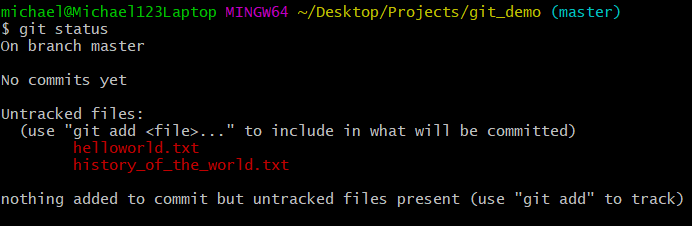 michael@Michael123Laptop MINGW64 ~/Desktop/Projects/git_demo (master)
$ git status
On branch master
No commits yet
Untracked files:
(use "git add <file>..." to include in what will be committed)
helloworld.txt
history_of_the_world.txt
nothing added to commit but untracked files present (use "git add" to track)